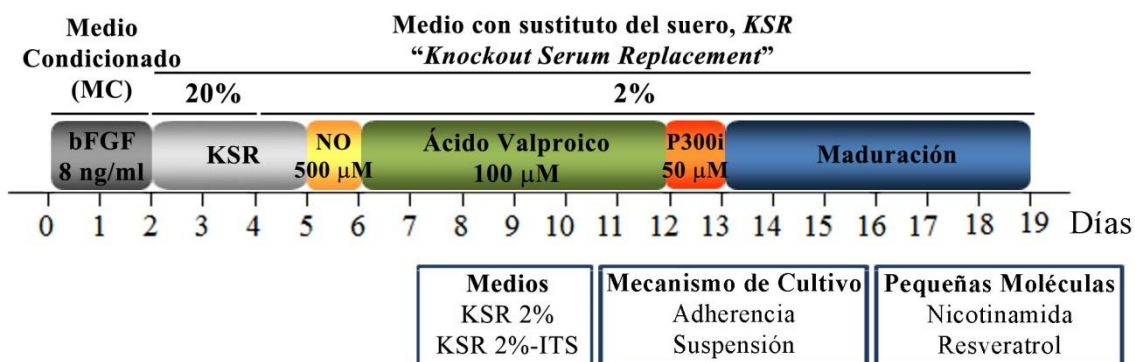 Medio
Condicionado
(MC)
Medio con sustituto del suero, KSR
“Knockout Serum Replacement”
20%
2%
bFGF
8 ng/ml
KSR
NO
500 µM
Ácido Valproico
100 µM
P300i
50 µM
Maduración
0 1 2 3 4 5 6 7 8 9 10 11 12 13 14 15 16 17 18 19 Días
Medios
KSR 2%
KSR 2%-ITS
Mecanismo de Cultivo
Adherencia
Suspensión
Pequeñas Moléculas
Nicotinamida
Resveratrol